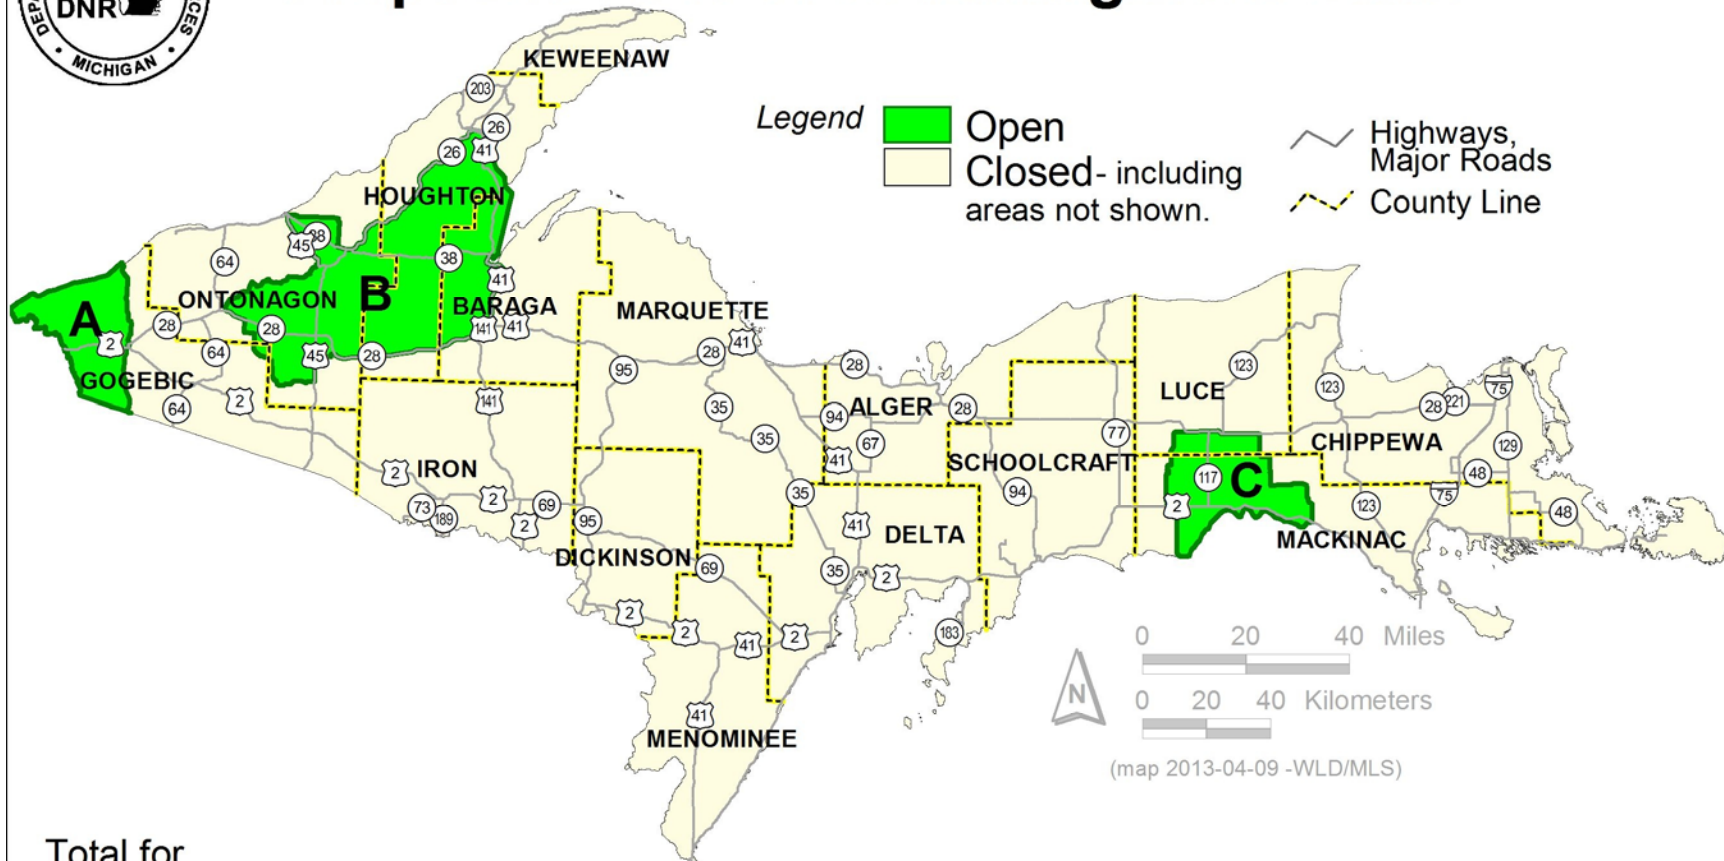 DNR
MICHIGAN
KEWEENAW
203
26
26
41
Legend
Open
Closed - including
areas not shown.
Highways,
Major Roads
County Line
HOUGHTON
45
38
64
38
41
ONTONAGON
B
BARAGA
MARQUETTE
A
2
28
28
141
41
28
41
64
45
28
95
28
GOGEBIC
64
2
141
35
94
ALGER
28
LUCE
123
123
28
221
75
35
41
67
77
CHIPPEWA
129
2
IRON
SCHOOLCRAFT
117
C
48
73
189
2
2
69
95
35
94
2
75
123
48
41
DELTA
MACKINAC
DICKINSON
69
35
2
2
2
41
2
183
0 20 40 Miles
N
0 20 40 Kilometers
41
MENOMINEE
(map 2013-04-09 -WLD/MLS)
Total for